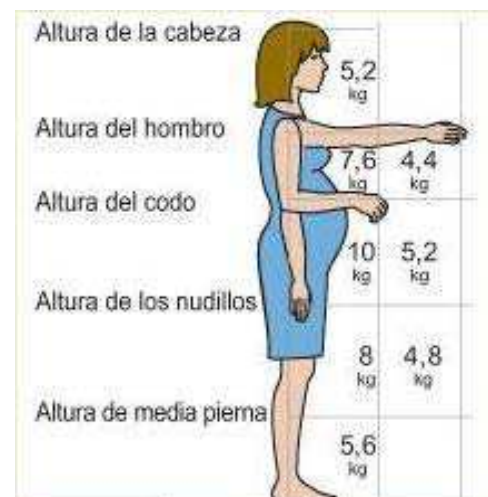 Altura de la cabeza
5,2
kg
Altura del hombro
7,6 4,4
kg kg
Altura del codo
10 5,2
kg kg
Altura de los nudillos
8 4,8
kg kg
Altura de media pierna
5,6
kg